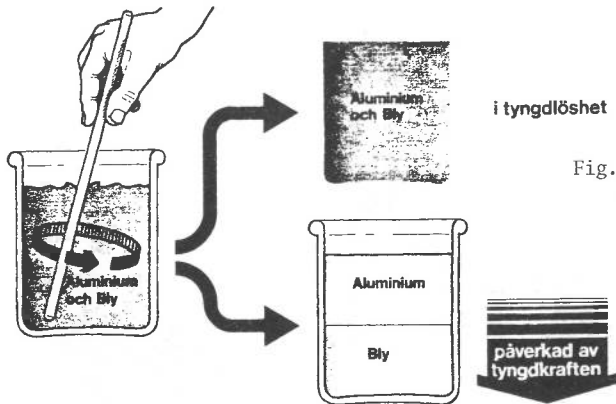 Aluminium
och Bly
i tyngdlöshet
Fig.
Aluminium
och Bly
Aluminium
Bly
påverkad av
tyngdkraften